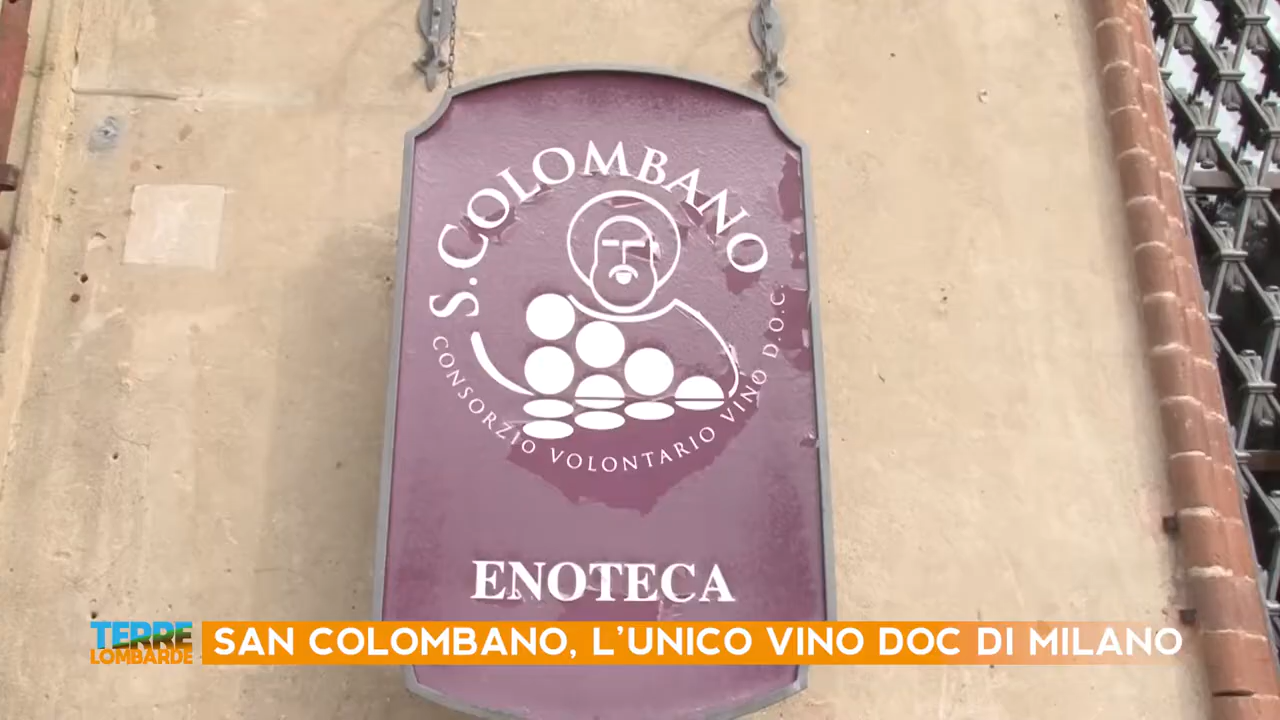 S. COLOMBANO
CONSORZIO VOLONTARIO VINO D.O.C.
ENOTECA
TERRE
LOMBARDE
SAN COLOMBANO, L'UNICO VINO DOC DI MILANO